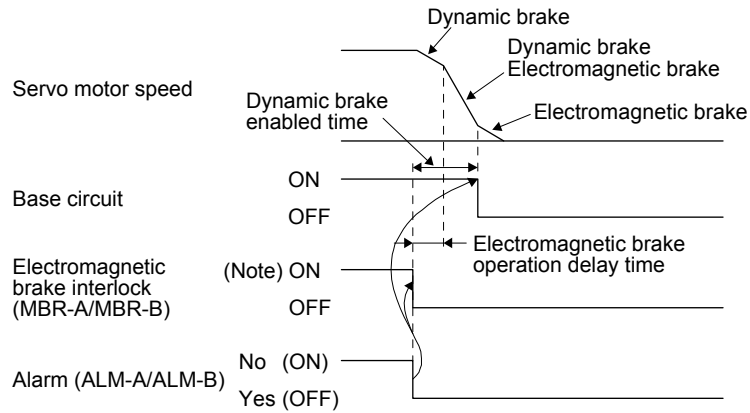 Dynamic brake
Dynamic brake
Electromagnetic brake
Servo motor speed
Dynamic brake
enabled time
Electromagnetic brake
Base circuit
ON
OFF
Electromagnetic brake
operation delay time
Electromagnetic
brake interlock
(MBR-A/MBR-B)
(Note) ON
OFF
Alarm (ALM-A/ALM-B)
No (ON)
Yes (OFF)